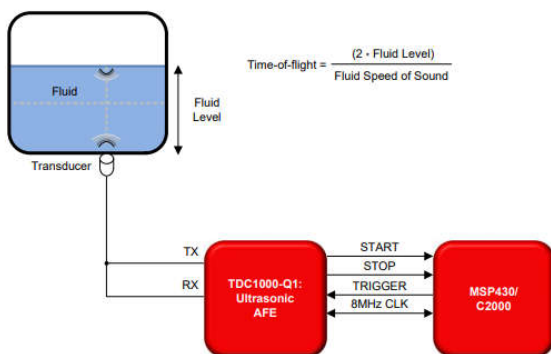 Fluid
Fluid
Level
Time-of-flight = (2 · Fluid Level)
Fluid Speed of Sound
Transducer
TX
RX
TDC1000-Q1:
Ultrasonic
AFE
START
STOP
TRIGGER
8MHz CLK
MSP430/
C2000